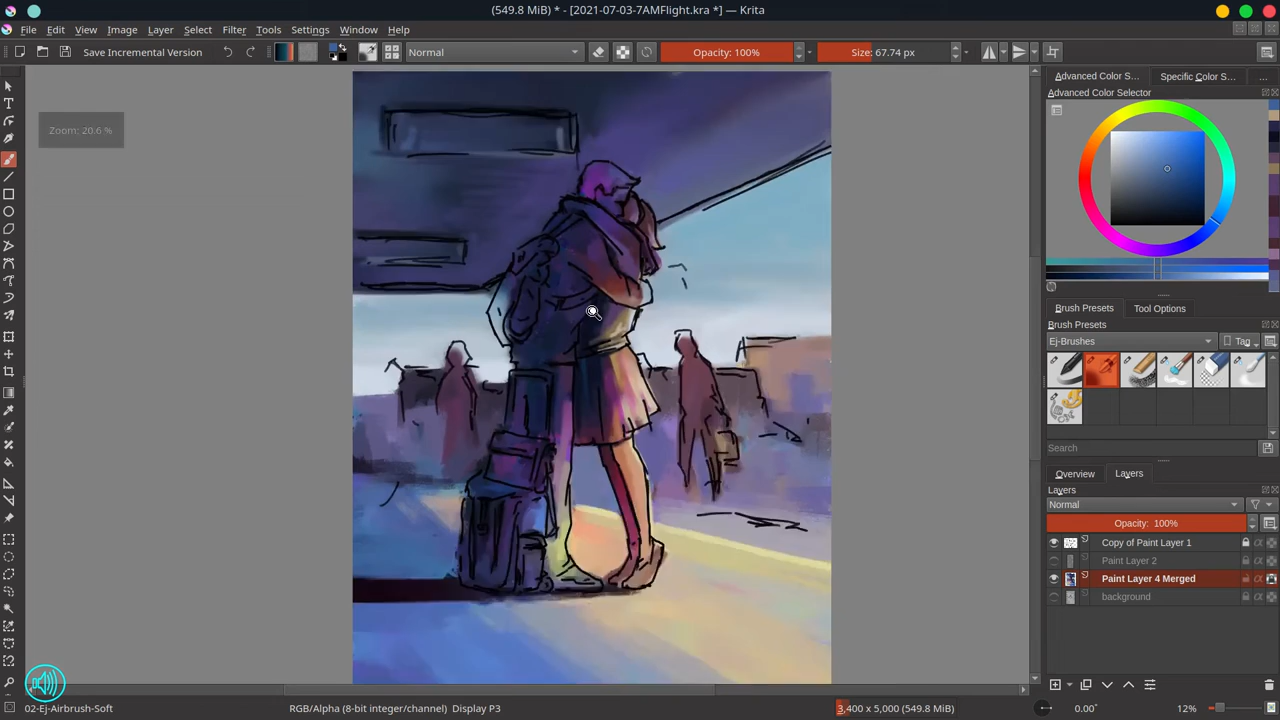 (549.8 MiB) * - [2021-07-03-7AMFlight.kra *] — Krita
File Edit View Image Layer Select Filter Tools Settings Window Help
Save Incremental Version Normal Opacity: 100% Size: 67.74 px
Zoom: 20.6 %
Advanced Color S... Specific Color S... ...
Advanced Color Selector
Brush Presets Tool Options
Brush Presets
Ej-Brushes Tag
Search
Overview Layers
Layers
Normal
Opacity: 100%
Copy of Paint Layer 1
Paint Layer 2
Paint Layer 4 Merged
background
02-Ej-Airbrush-Soft RGB/Alpha (8-bit integer/channel) Display P3 3,400 x 5,000 (549.8 MiB) 0.00° 12%